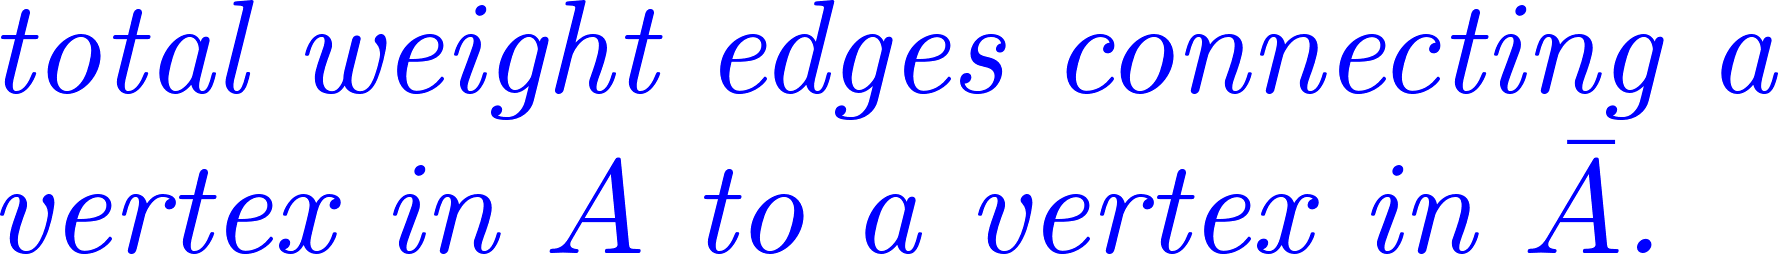 total weight edges connecting a
vertex in A to a vertex in Ā.